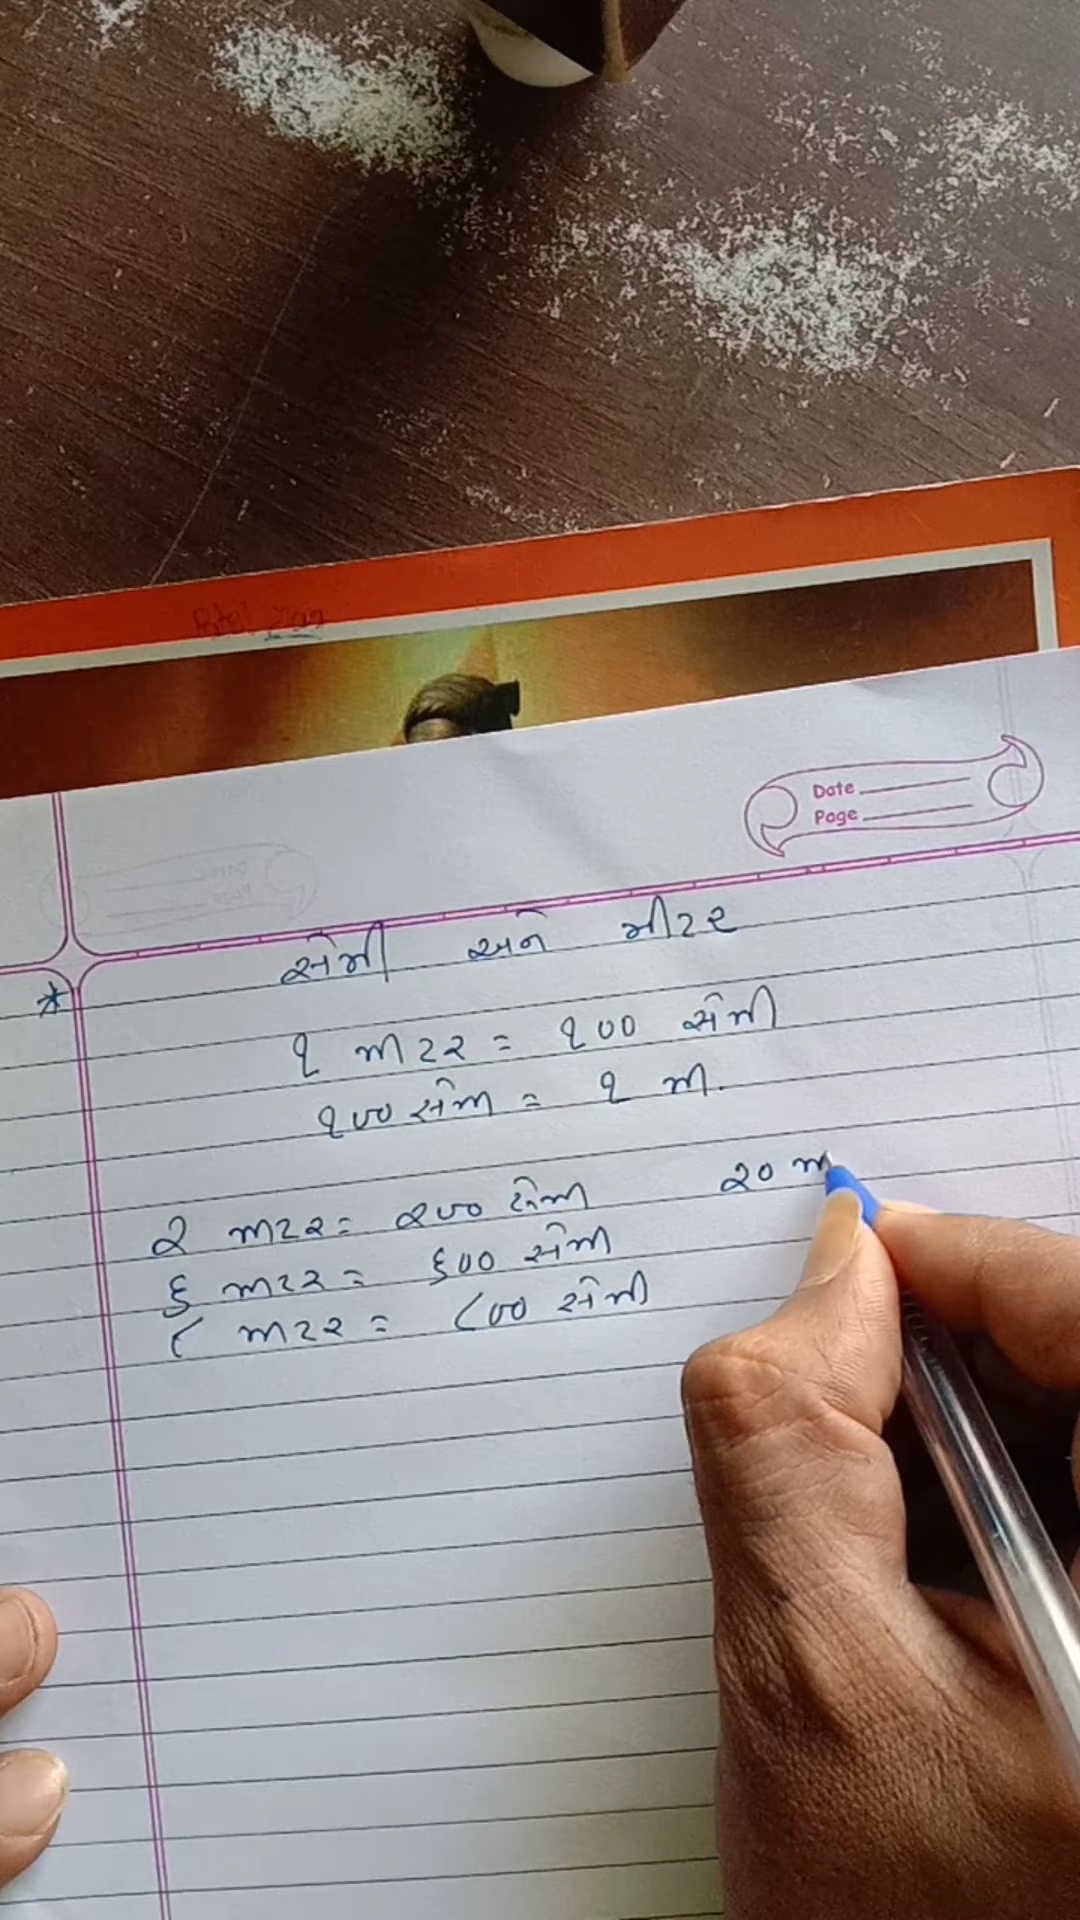 Date
Page
સેમી અને મીટર
૧ મીટર = ૧૦૦ સેમી
૧૦૦ સેમી = ૧ મી.
૨ મીટર = ૨૦૦ સેમી
૬ મીટર = ૬૦૦ સેમી
૮ મીટર = ૮૦૦ સેમી
૨૦ મ